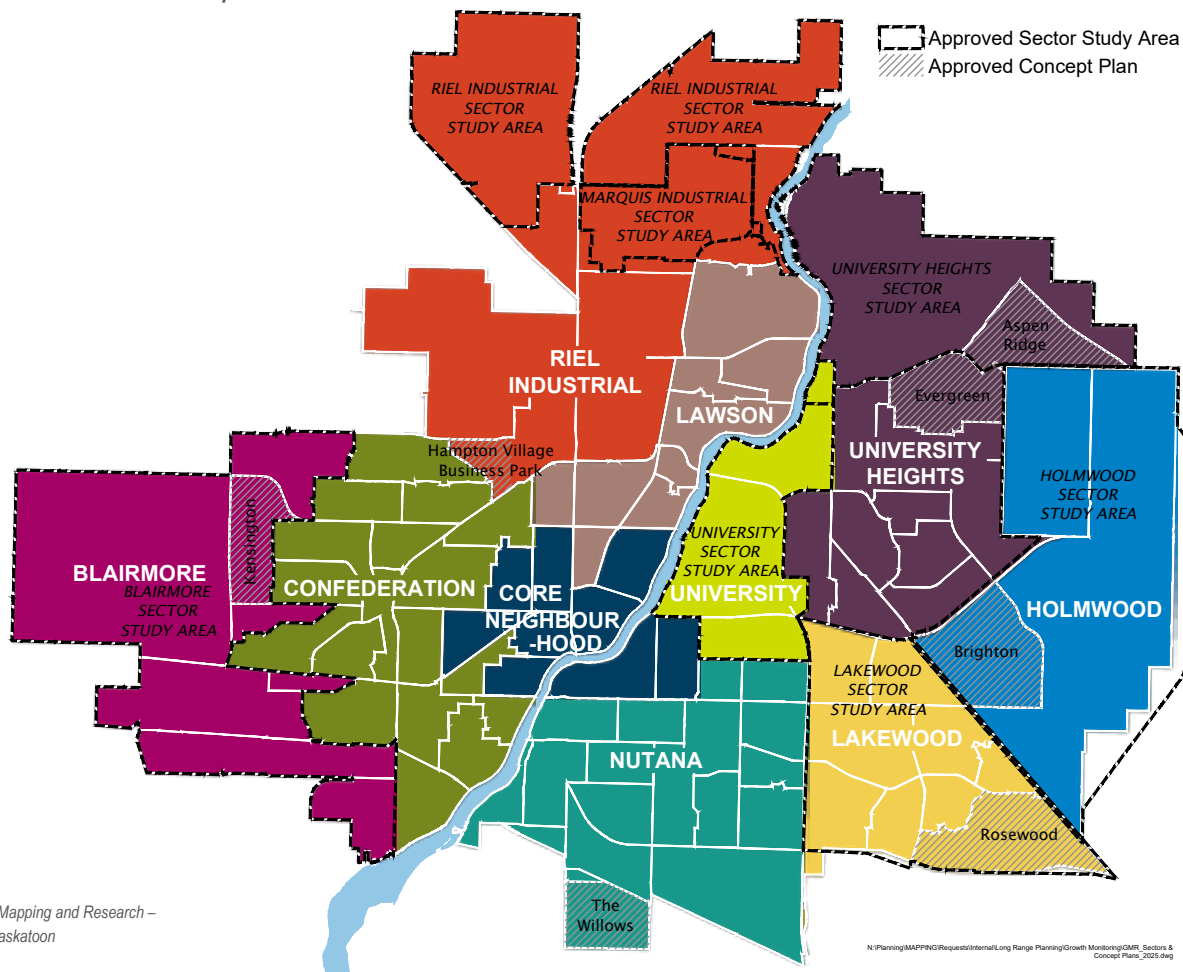 Approved Sector Study Area
Approved Concept Plan
RIEL INDUSTRIAL
SECTOR
STUDY AREA
RIEL INDUSTRIAL
SECTOR
STUDY AREA
MARQUIS INDUSTRIAL
SECTOR
STUDY AREA
UNIVERSITY HEIGHTS
SECTOR
STUDY AREA
Aspen
Ridge
RIEL
INDUSTRIAL
Evergreen
LAWSON
Hampton Village
Business Park
UNIVERSITY
HEIGHTS
HOLMWOOD
SECTOR
STUDY AREA
Kensington
UNIVERSITY
SECTOR
STUDY AREA
BLAIRMORE
BLAIRMORE
SECTOR
STUDY AREA
CONFEDERATION
CORE
NEIGHBOUR
-HOOD
UNIVERSITY
HOLMWOOD
Brighton
LAKEWOOD
SECTOR
STUDY AREA
LAKEWOOD
NUTANA
Rosewood
The
Willows
Mapping and Research –
askatoon
N:\Planning\MAPPING\Requests\Internal\Long Range Planning\Growth Monitoring\GMR_Sectors &
Concept Plans_2025.dwg